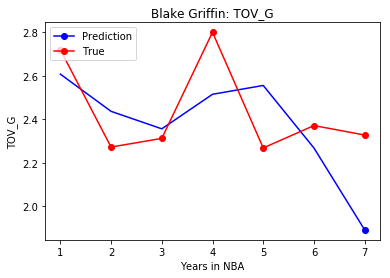 Blake Griffin: TOV_G
Prediction
True
2.8
2.6
2.4
2.2
2.0
TOV_G
1 2 3 4 5 6 7
Years in NBA